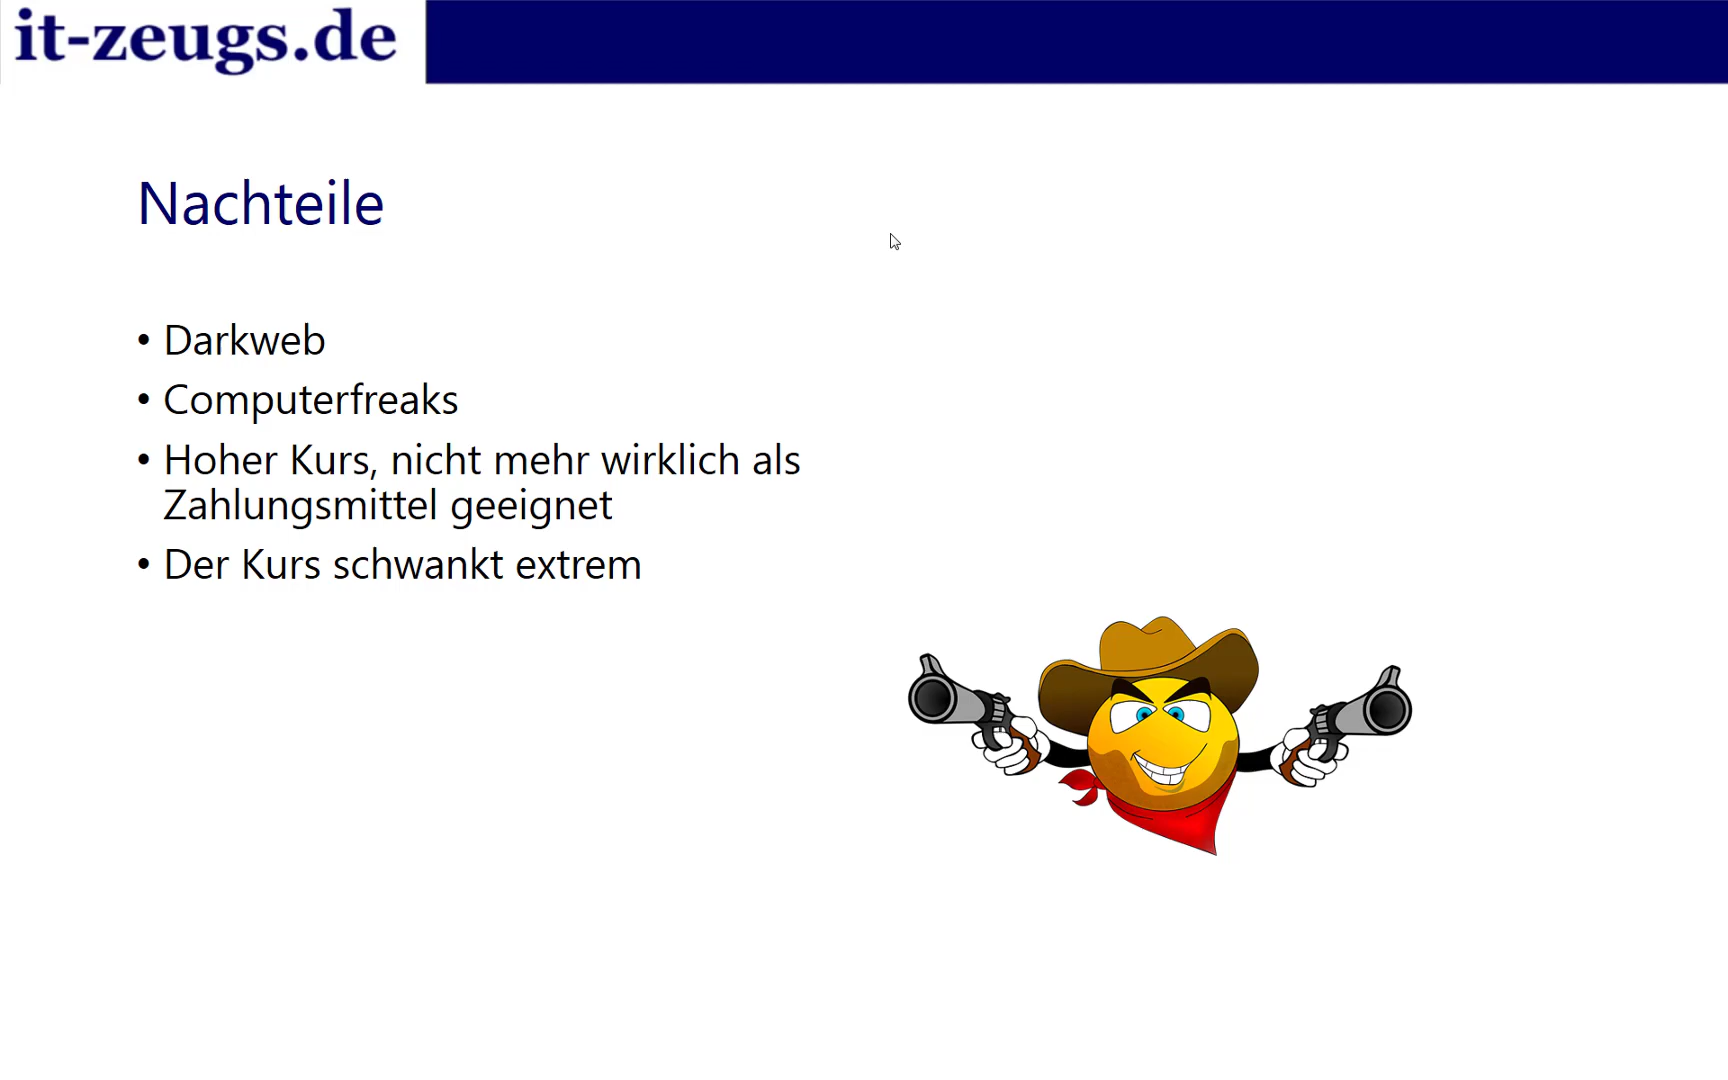 it-zeugs.de
Nachteile
• Darkweb
• Computerfreaks
• Hoher Kurs, nicht mehr wirklich als
Zahlungsmittel geeignet
• Der Kurs schwankt extrem